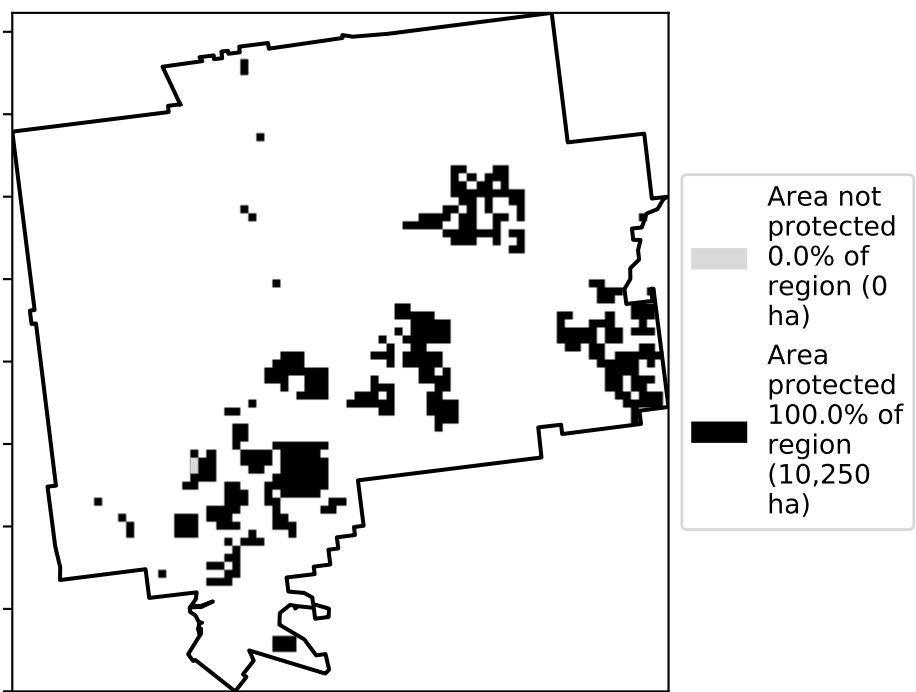 Area not
protected
0.0% of
region (0
ha)
Area
protected
100.0% of
region
(10,250
ha)